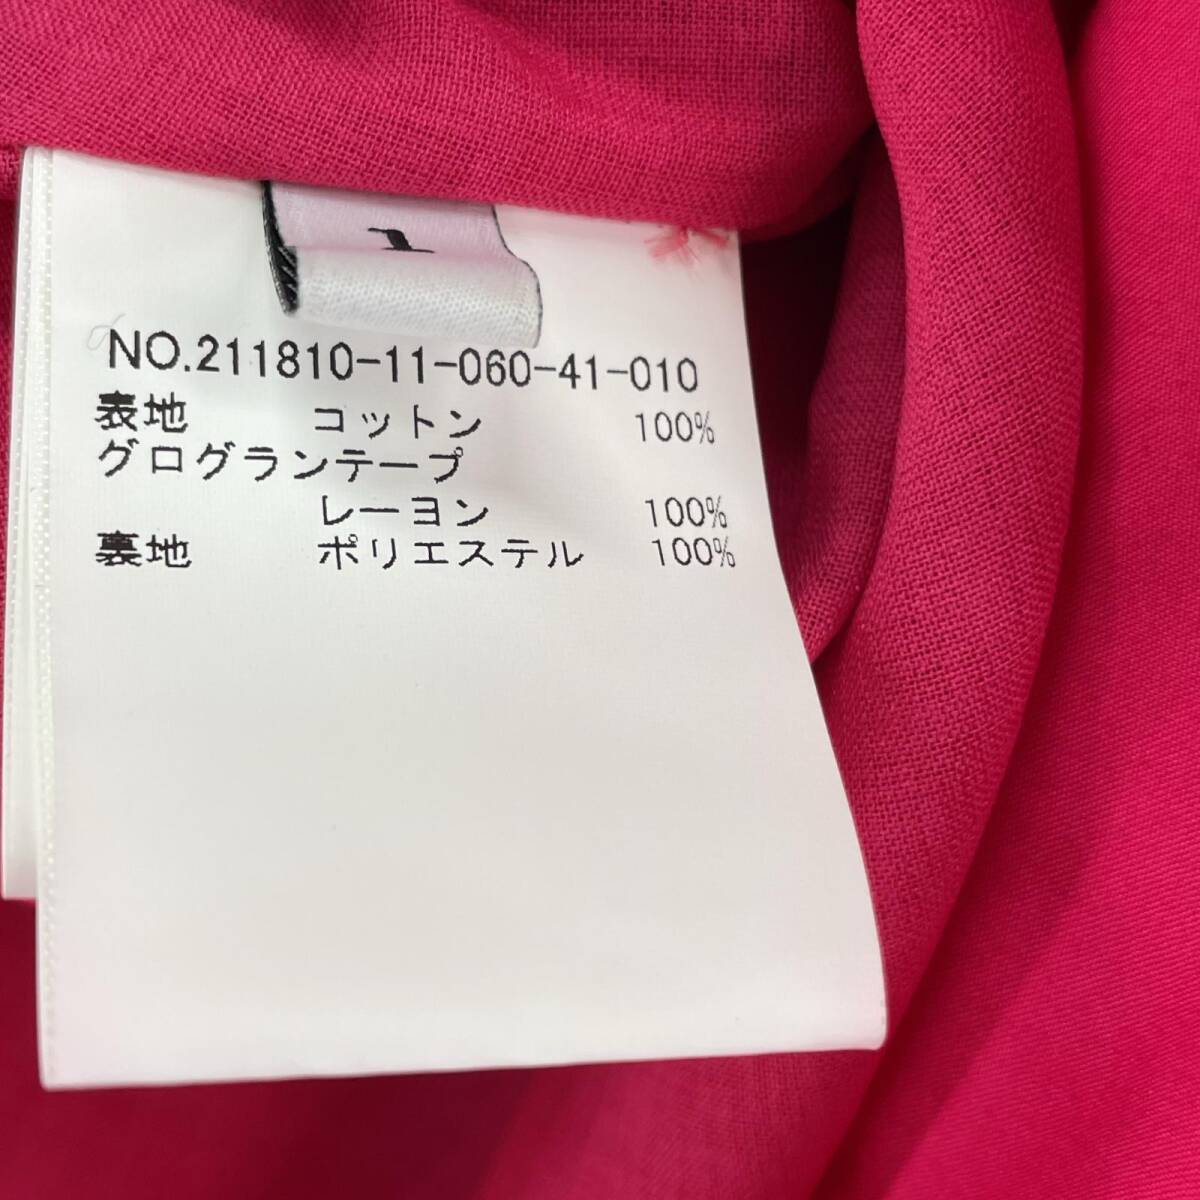 1
NO.211810-11-060-41-010
表地 コットン 100%
グログランテープ
レーヨン 100%
裏地 ポリエステル 100%